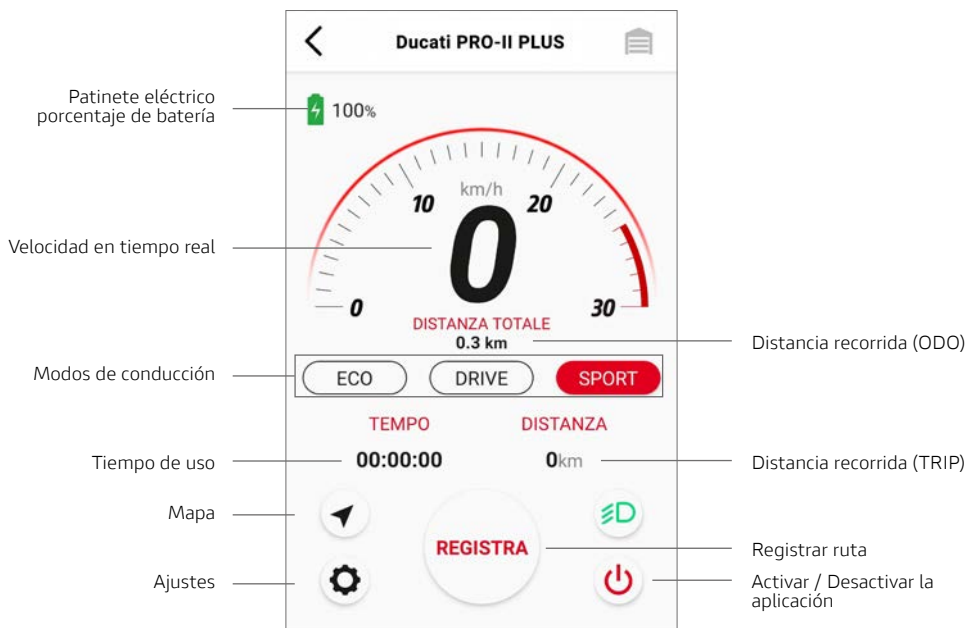 Ducati PRO-II PLUS
Patinete eléctrico
porcentaje de batería
100%
km/h
10
20
Velocidad en tiempo real
0
0
30
DISTANZA TOTALE
0.3 km
Distancia recorrida (ODO)
Modos de conducción
ECO
DRIVE
SPORT
TEMPO
DISTANZA
Tiempo de uso
00:00:00
0km
Distancia recorrida (TRIP)
Mapa
REGISTRA
Registrar ruta
Ajustes
Activar / Desactivar la
aplicación